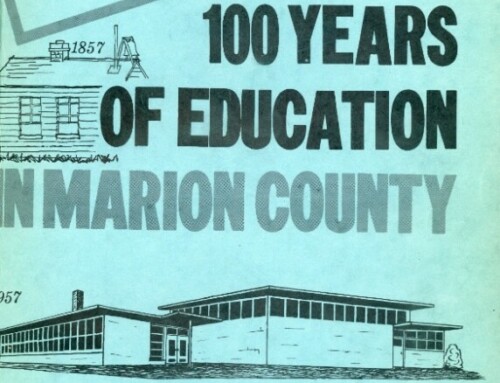 1857
100 YEARS
OF EDUCATION
IN MARION COUNTY
957